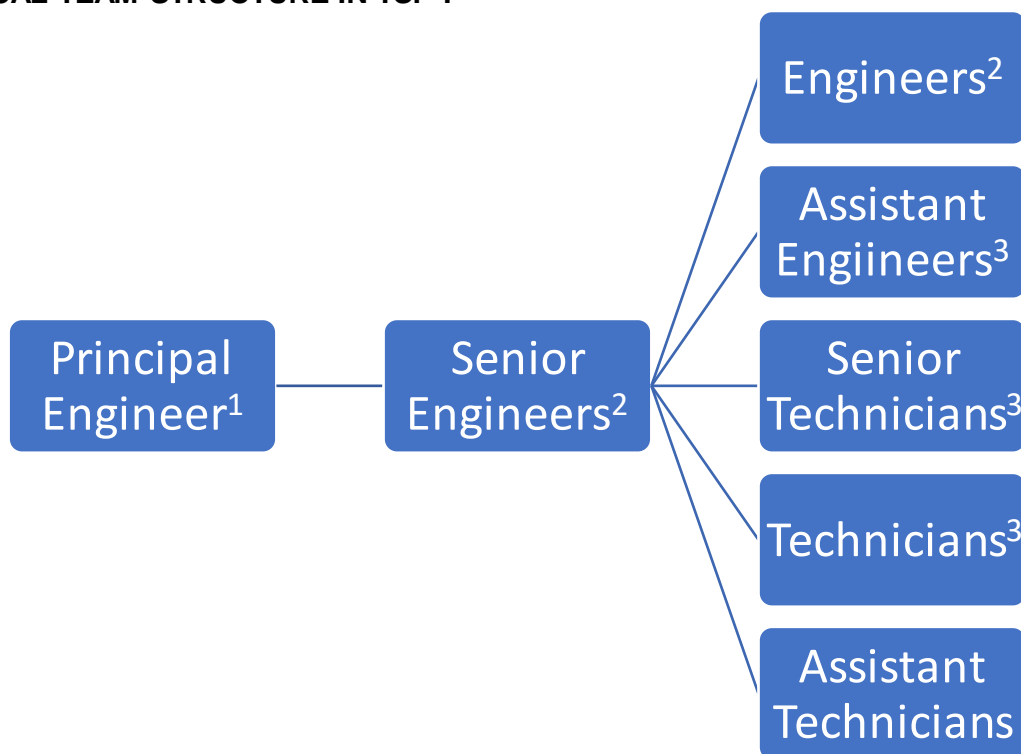 Engineers²
Assistant
Engiineers³
Principal
Engineer¹
Senior
Engineers²
Senior
Technicians³
Technicians³
Assistant
Technicians